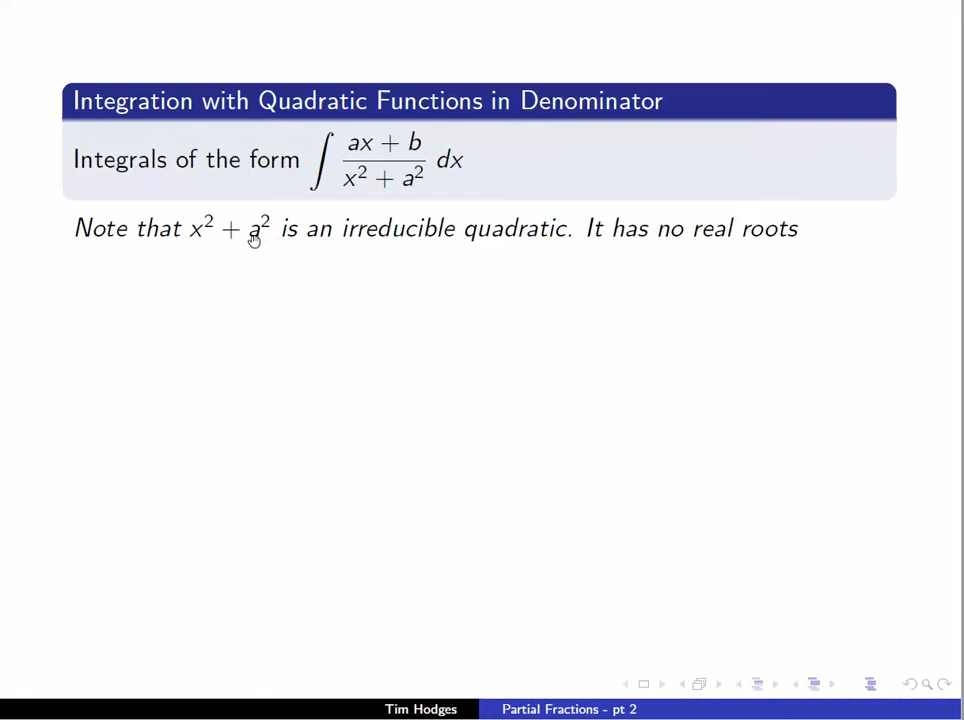 Integration with Quadratic Functions in Denominator
Integrals of the form ∫ (ax + b)/(x² + a²) dx
Note that x² + a² is an irreducible quadratic. It has no real roots
Tim Hodges
Partial Fractions - pt 2